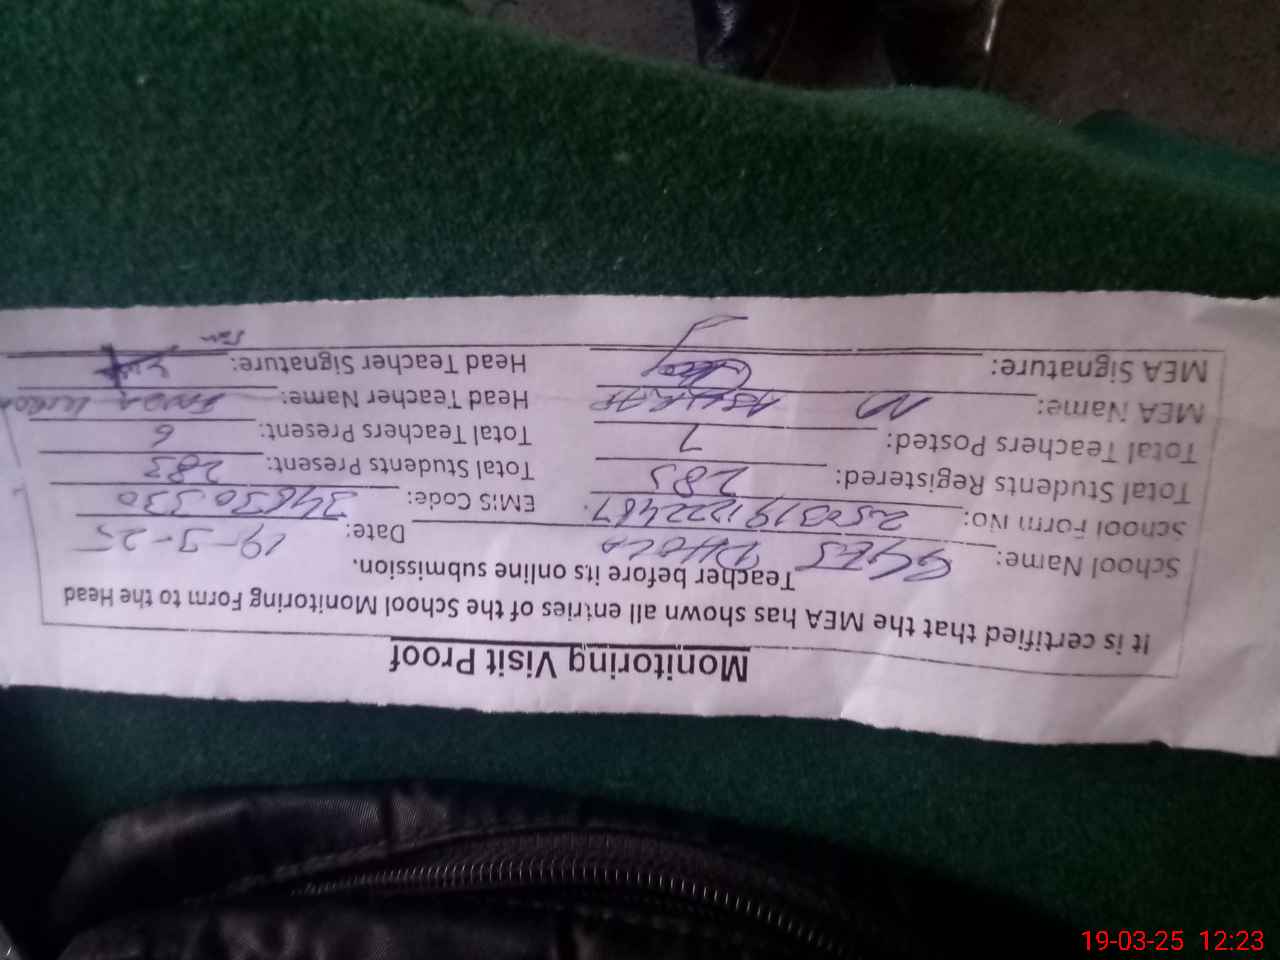 Monitoring Visit Proof
It is certified that the MEA has shown all entries of the School Monitoring Form to the Head
Teacher before its online submission.
School Name: GGES DHOLA Date: 19-3-25
School Form No: 2503191222487 EMIS Code: 34630330
Total Students Registered: 285 Total Students Present: 283
Total Teachers Posted: 7 Total Teachers Present: 6
MEA Name: M ASHRAF Head Teacher Name:
MEA Signature: Head Teacher Signature:
19-03-25 12:23